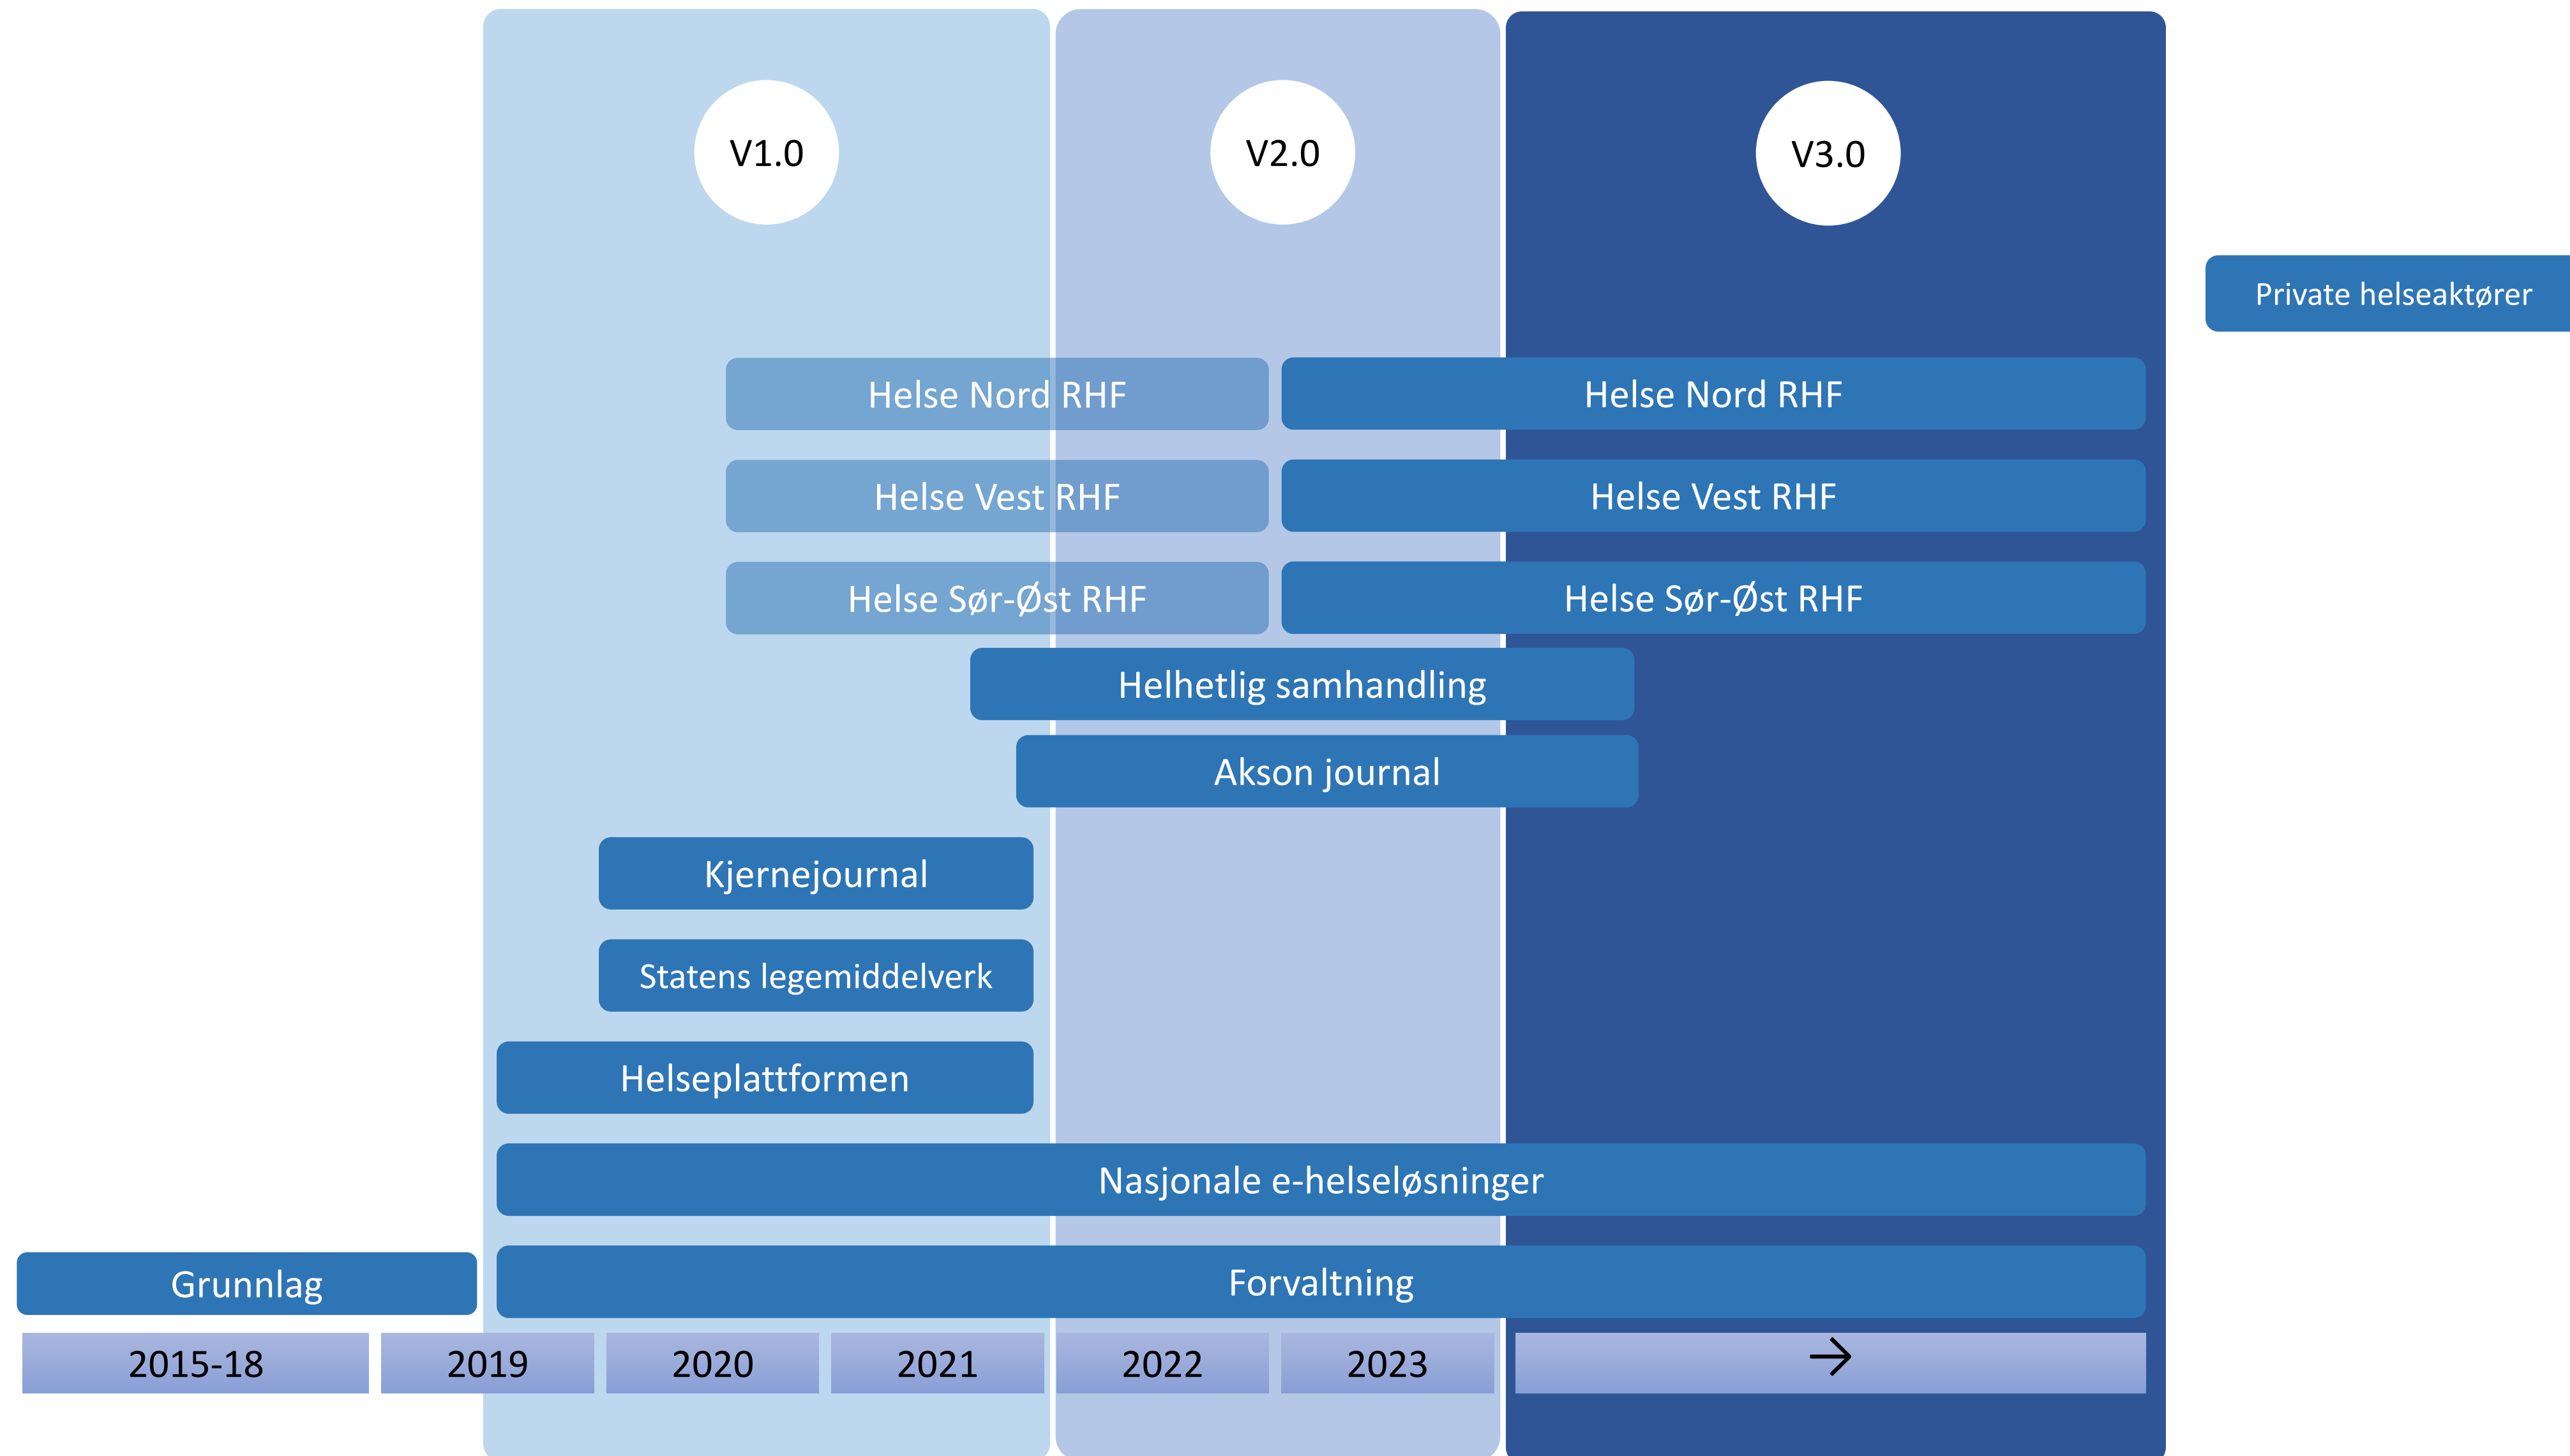 V1.0
V2.0
V3.0
Private helseaktører
Helse Nord RHF
Helse Nord RHF
Helse Vest RHF
Helse Vest RHF
Helse Sør-Øst RHF
Helse Sør-Øst RHF
Helhetlig samhandling
Akson journal
Kjernejournal
Statens legemiddelverk
Helseplattformen
Nasjonale e-helseløsninger
Grunnlag
Forvaltning
2015-18
2019
2020
2021
2022
2023
→